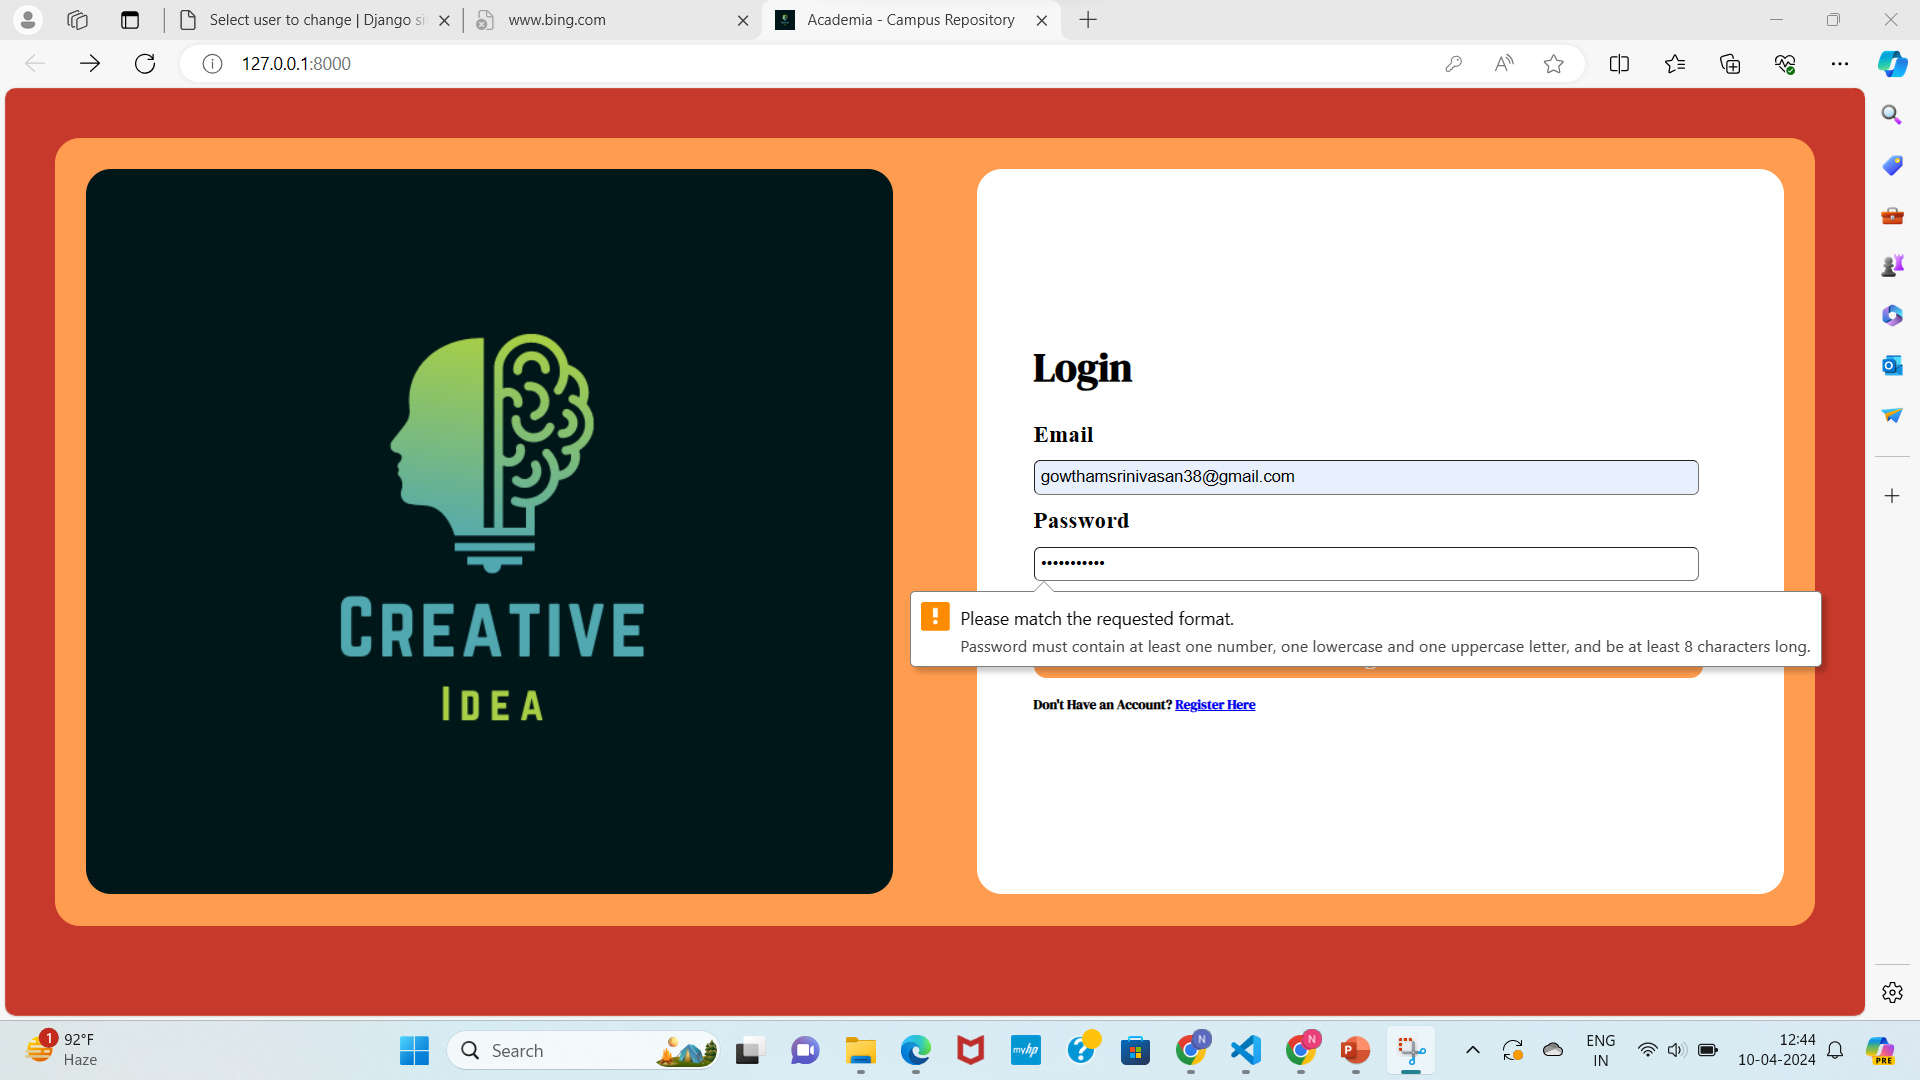 Select user to change | Django si
www.bing.com
Academia - Campus Repository
127.0.0.1:8000
CREATIVE
IDEA
Login
Email
gowthamsrinivasan38@gmail.com
Password
Please match the requested format.
Password must contain at least one number, one lowercase and one uppercase letter, and be at least 8 characters long.
Don't Have an Account? Register Here
1
92°F
Haze
Search
myhp
N
N
P
ENG
IN
12:44
10-04-2024
PRE